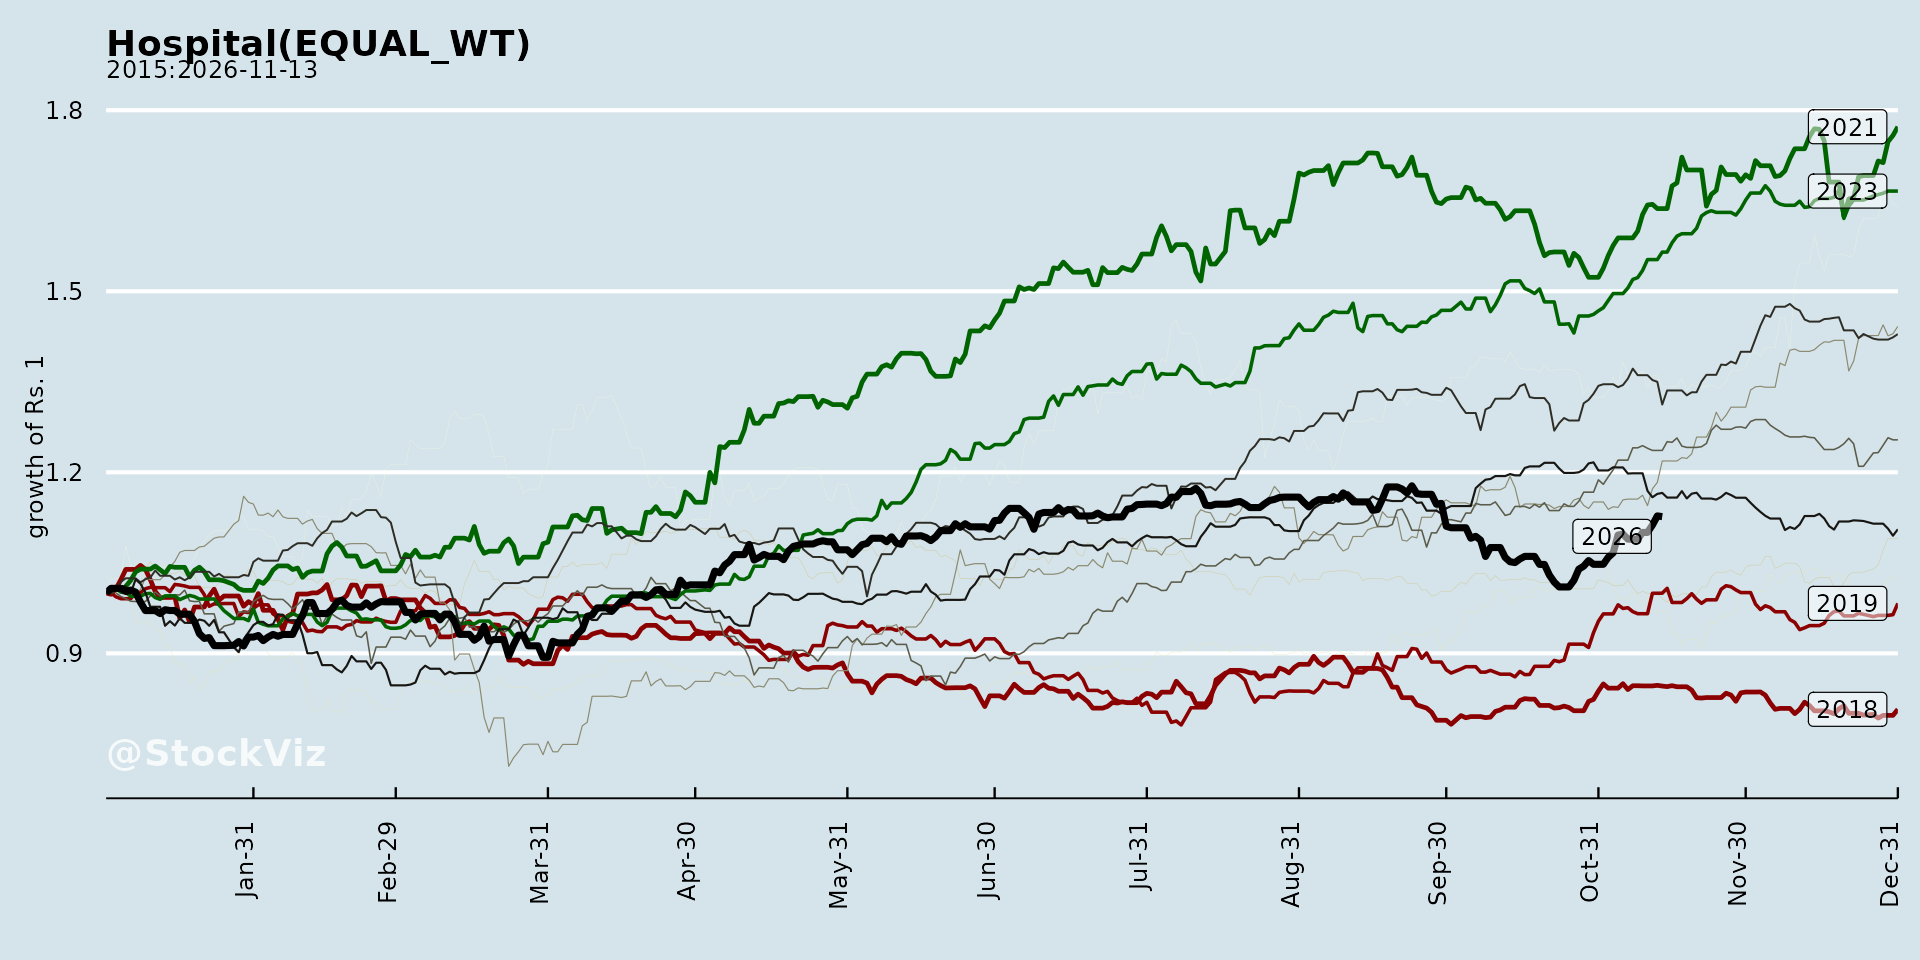 Hospital(EQUAL_WT)
2015:2026-11-13
growth of Rs. 1
1.8
1.5
1.2
0.9
2021
2023
2026
2019
2018
@StockViz
Jan-31
Feb-29
Mar-31
Apr-30
May-31
Jun-30
Jul-31
Aug-31
Sep-30
Oct-31
Nov-30
Dec-31